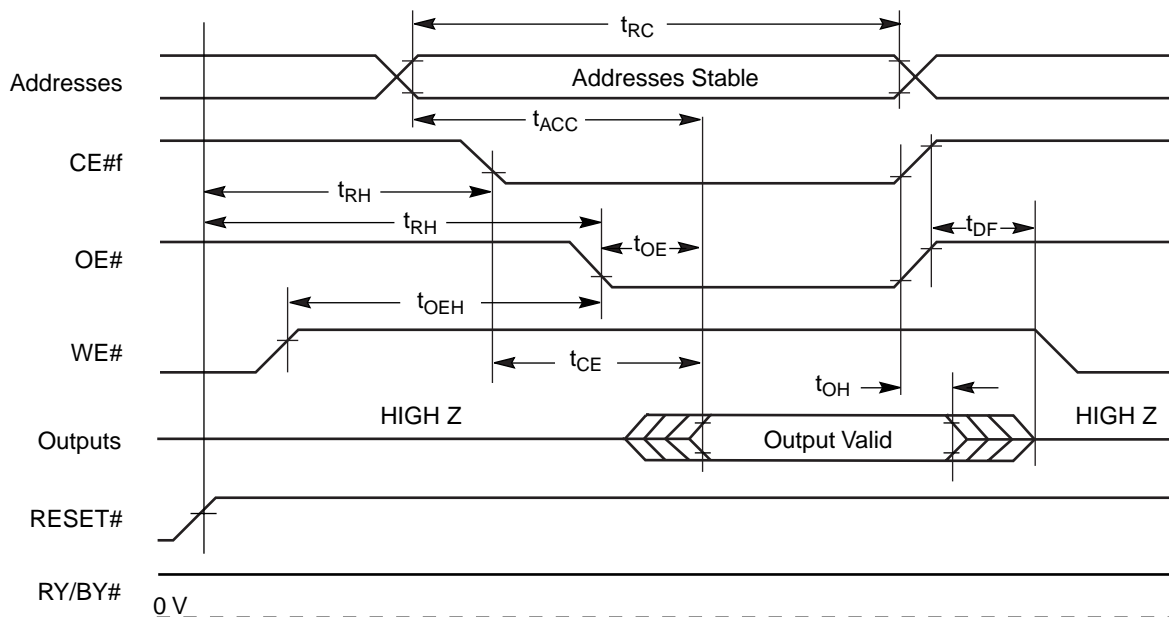 tRC
Addresses
Addresses Stable
tACC
CE#f
tRH
tRH
tOE
tDF
OE#
tOEH
WE#
tCE
tOH
HIGH Z
HIGH Z
Outputs
Output Valid
RESET#
RY/BY#
0 V